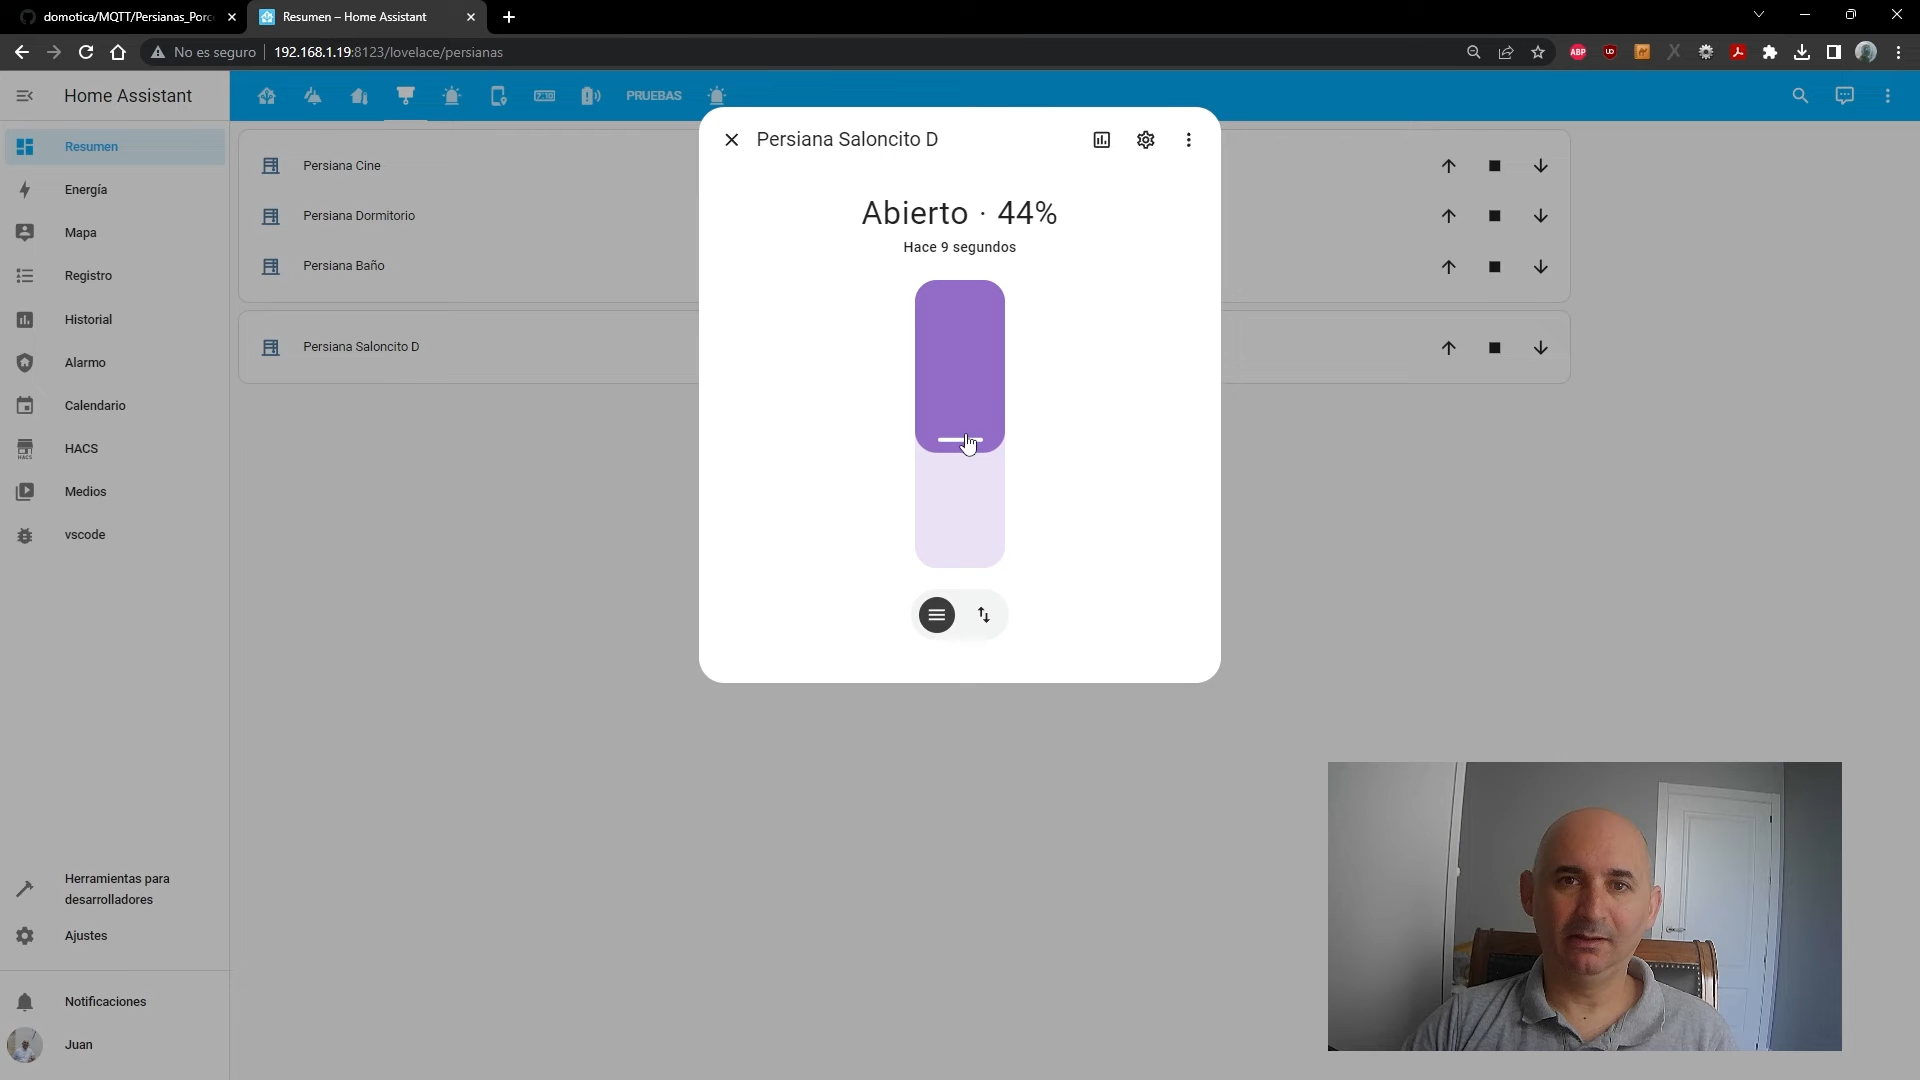 domotica/MQTT/Persianas_Porc
Resumen – Home Assistant
No es seguro
192.168.1.19:8123/lovelace/persianas
ABP
Home Assistant
PRUEBAS
Resumen
Energía
Mapa
Registro
Historial
Alarmo
Calendario
HACS
HACS
Medios
vscode
Herramientas para
desarrolladores
Ajustes
Notificaciones
Juan
Persiana Cine
Persiana Dormitorio
Persiana Baño
Persiana Saloncito D
Persiana Saloncito D
Abierto · 44%
Hace 9 segundos